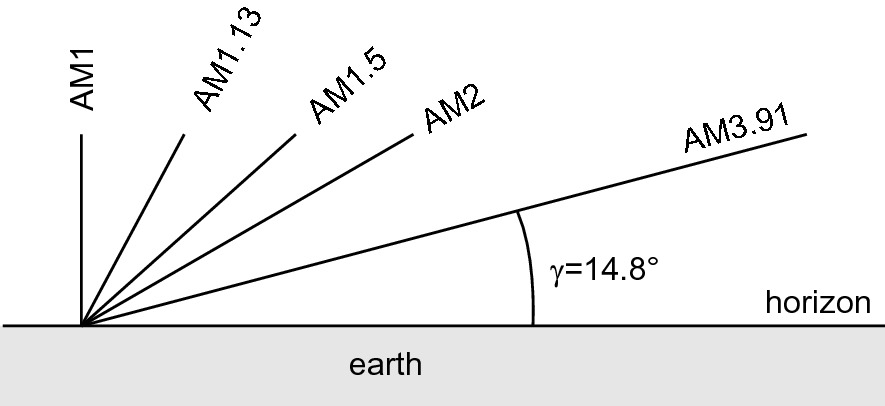 AM1
AM1.13
AM1.5
AM2
AM3.91
γ=14.8°
horizon
earth